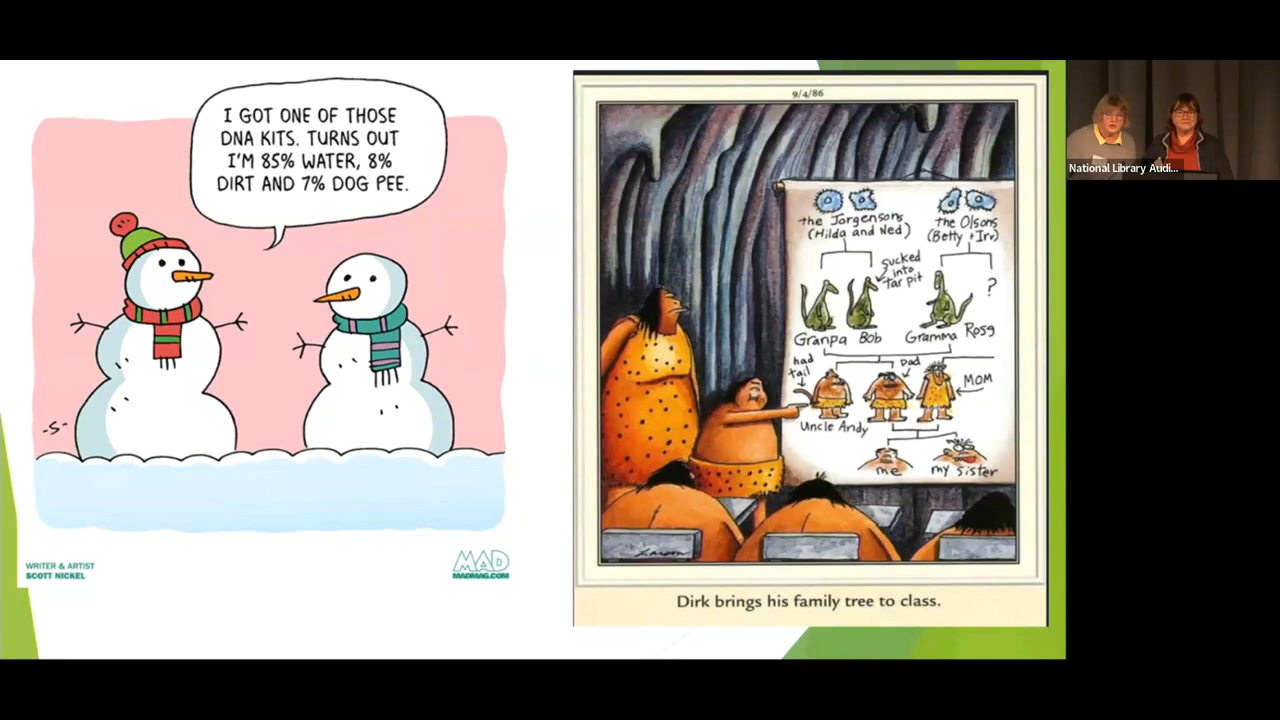 I GOT ONE OF THOSE
DNA KITS. TURNS OUT
I'M 85% WATER, 8%
DIRT AND 7% DOG PEE.
-S-
WRITER & ARTIST
SCOTT NICKEL
MAD
MADMAG.COM
9/4/86
the Jorgensons
(Hilda and Ned)
the Olsons
(Betty + Irv)
sucked
into
tar pit
?
Granpa
Bob
Gramma
Rosg
had
tail
Dad
MOM
Uncle Andy
me
my sister
Larson
Dirk brings his family tree to class.
National Library Audi...